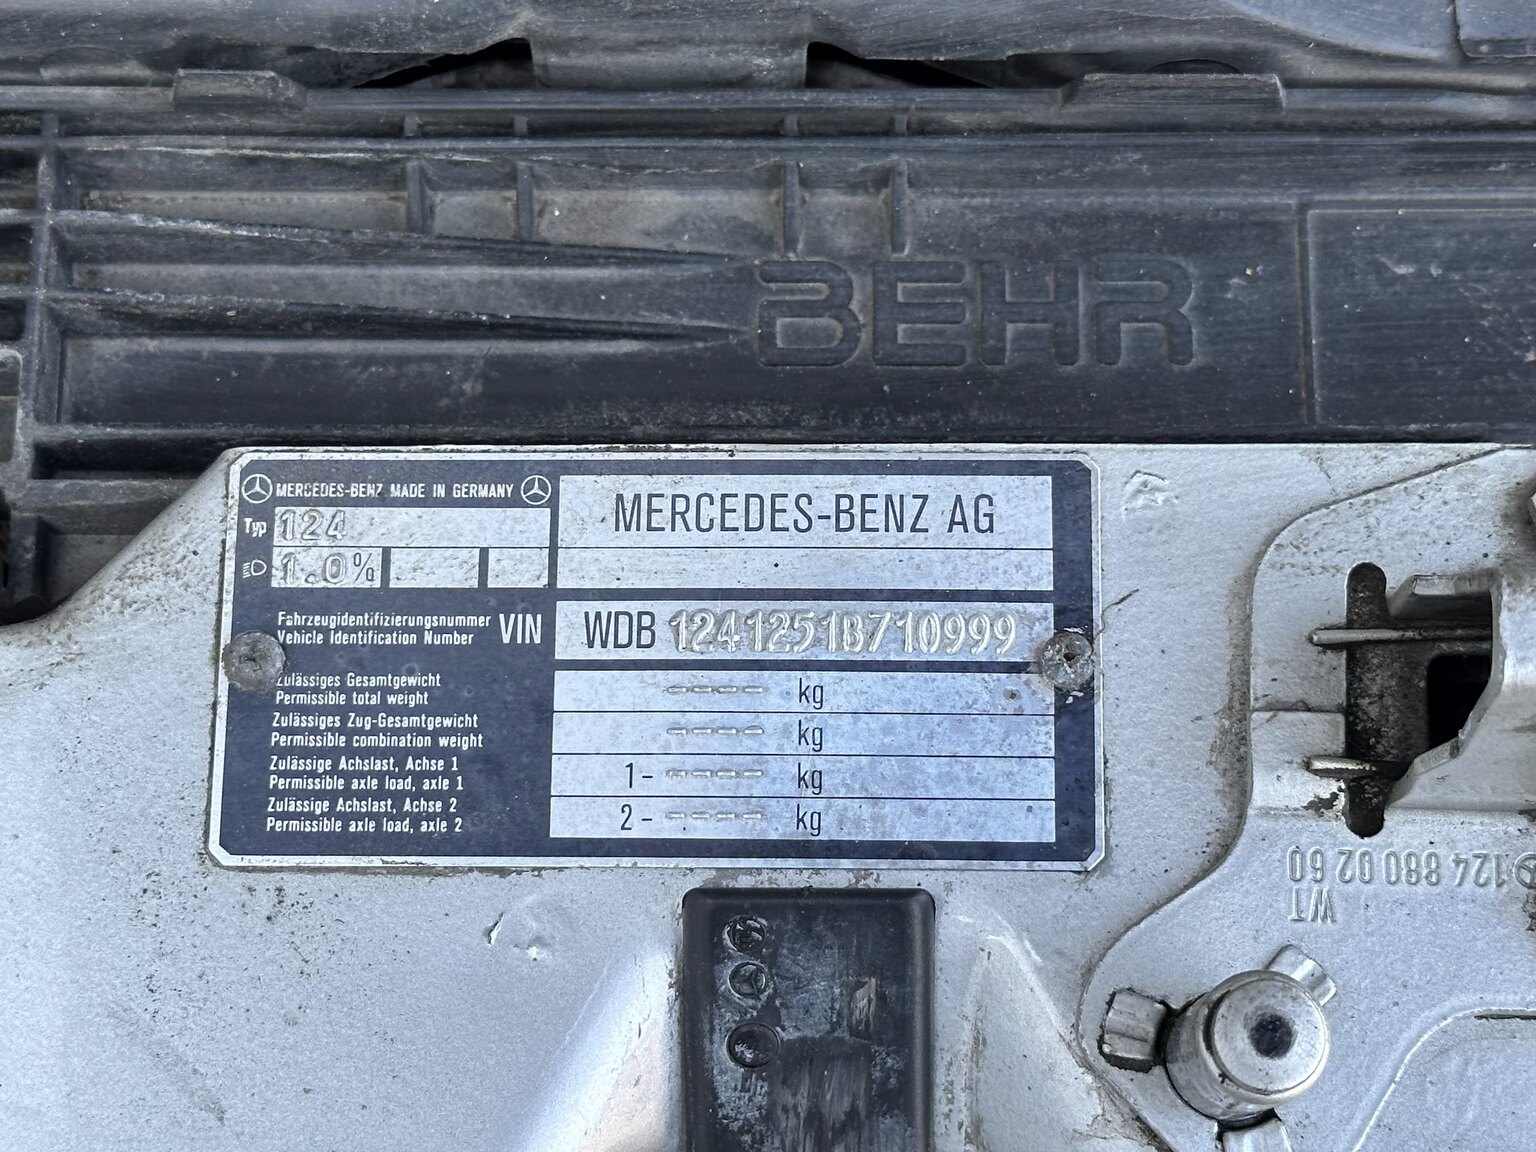 BEHR
MERCEDES-BENZ MADE IN GERMANY
Typ 124
1.0%
MERCEDES-BENZ AG
Fahrzeugidentifizierungsnummer
Vehicle Identification Number
VIN
WDB 1241251B710999
Zulässiges Gesamtgewicht
Permissible total weight
---- kg
Zulässiges Zug-Gesamtgewicht
Permissible combination weight
---- kg
Zulässige Achslast, Achse 1
Permissible axle load, axle 1
1- ---- kg
Zulässige Achslast, Achse 2
Permissible axle load, axle 2
2- ---- kg
124 880 02 60
WT